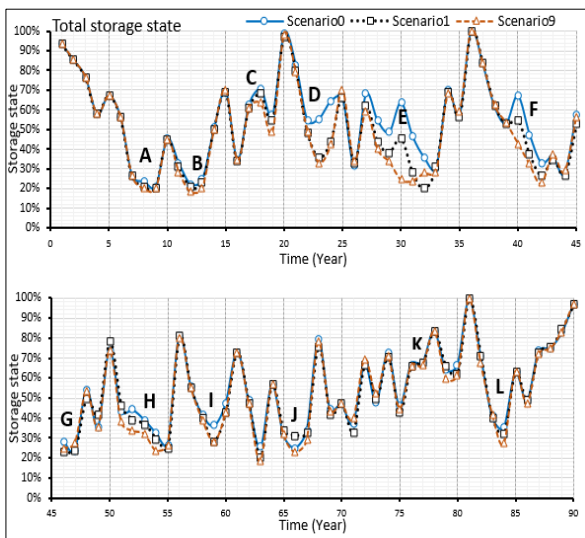 Total storage state
Scenario0 Scenario1 Scenario9
Storage state
100%
90%
80%
70%
60%
50%
40%
30%
20%
10%
0%
A
B
C
D
E
F
0 5 10 15 20 25 30 35 40 45
Time (Year)
Storage state
100%
90%
80%
70%
60%
50%
40%
30%
20%
10%
0%
G
H
I
J
K
L
45 50 55 60 65 70 75 80 85 90
Time (Year)